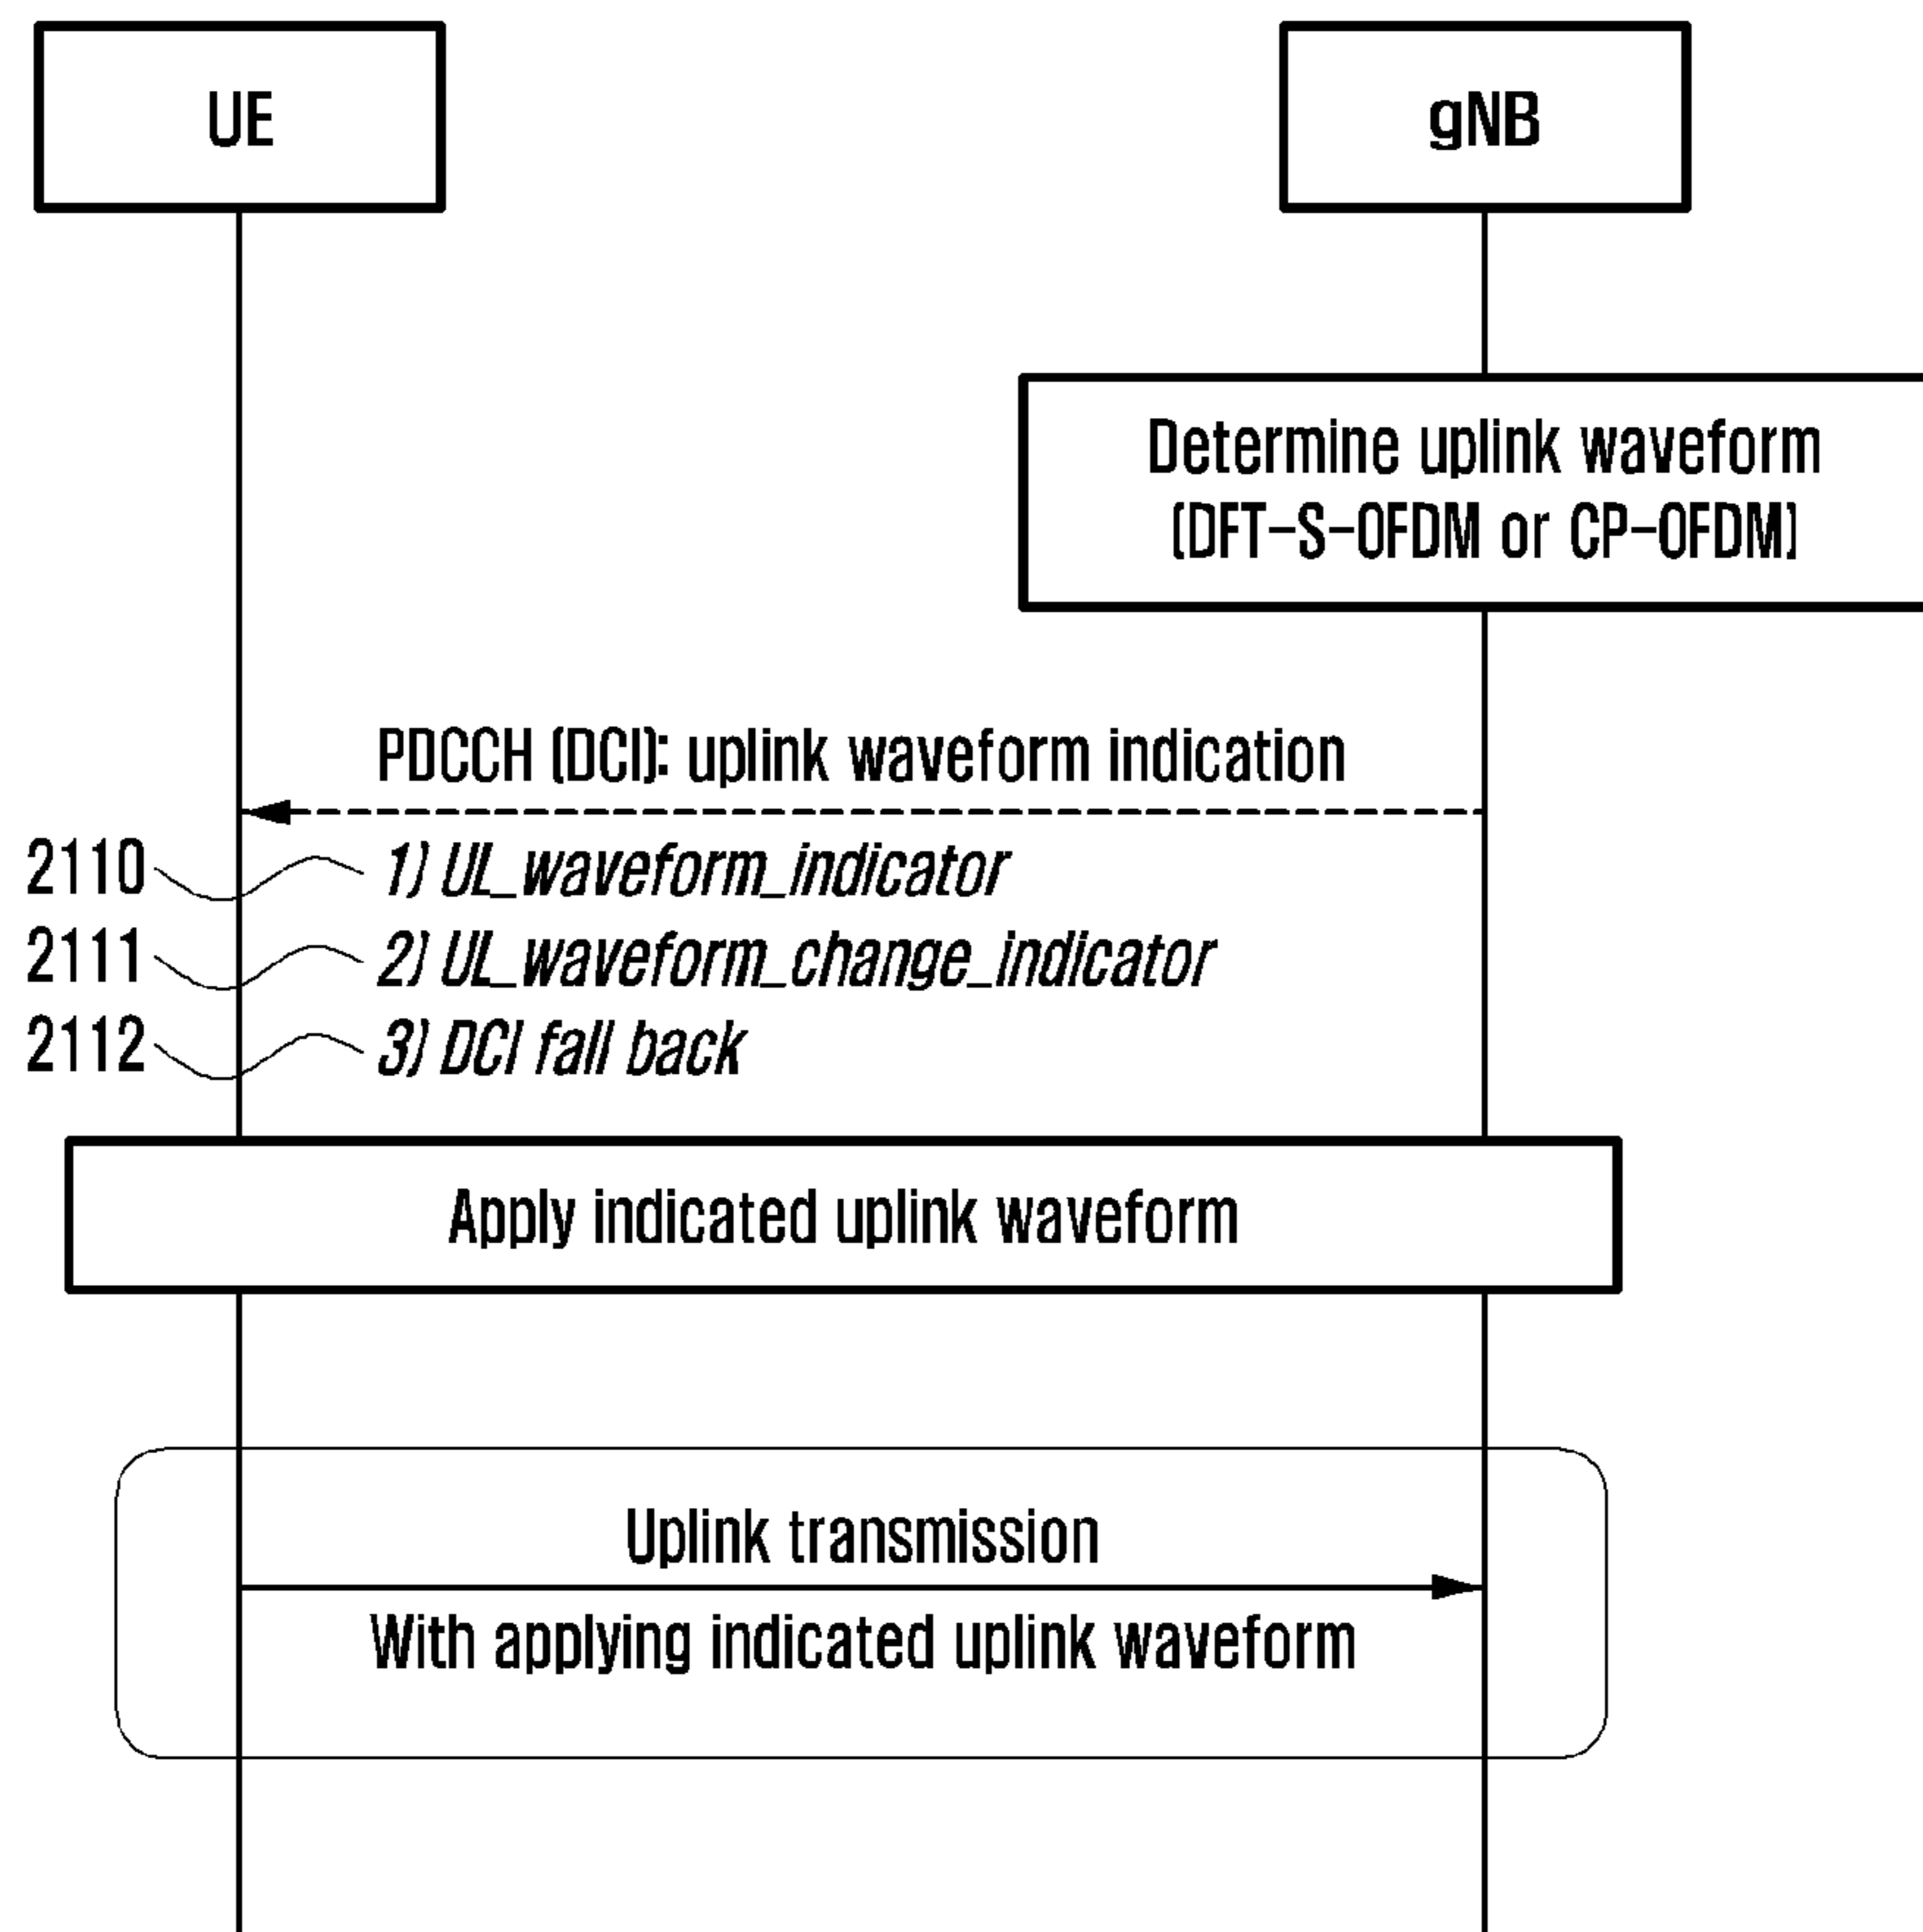 UE
gNB
Determine uplink waveform
(DFT-S-OFDM or CP-OFDM)
PDCCH (DCI): uplink waveform indication
2110
1) UL_waveform_indicator
2111
2) UL_waveform_change_indicator
2112
3) DCI fall back
Apply indicated uplink waveform
Uplink transmission
With applying indicated uplink waveform